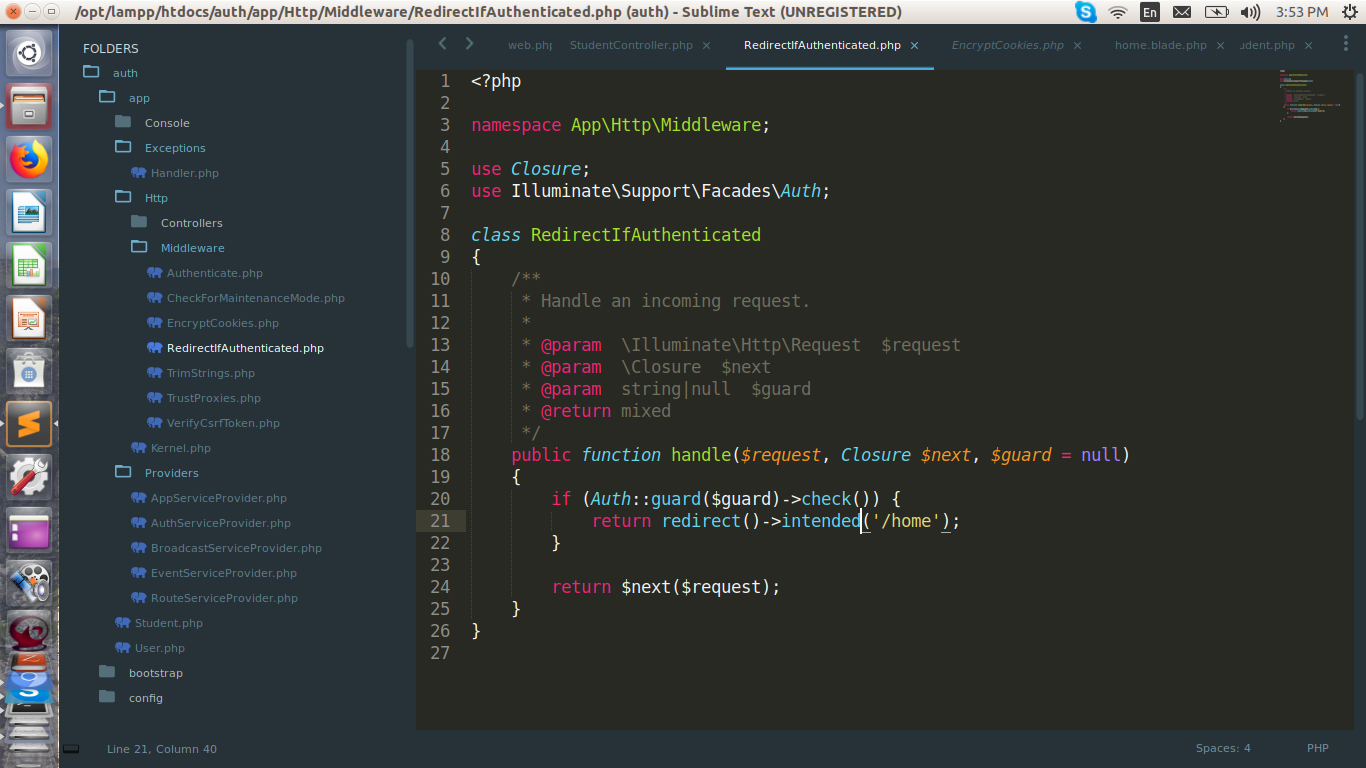 /opt/lampp/htdocs/auth/app/Http/Middleware/RedirectIfAuthenticated.php (auth) - Sublime Text (UNREGISTERED)
En
3:53 PM
FOLDERS
auth
app
Console
Exceptions
Handler.php
Http
Controllers
Middleware
Authenticate.php
CheckForMaintenanceMode.php
EncryptCookies.php
RedirectIfAuthenticated.php
TrimStrings.php
TrustProxies.php
VerifyCsrfToken.php
Kernel.php
Providers
AppServiceProvider.php
AuthServiceProvider.php
BroadcastServiceProvider.php
EventServiceProvider.php
RouteServiceProvider.php
Student.php
User.php
bootstrap
config
web.php StudentController.php × RedirectIfAuthenticated.php × EncryptCookies.php × home.blade.php × udent.php ×
1 <?php
2
3 namespace App\Http\Middleware;
4
5 use Closure;
6 use Illuminate\Support\Facades\Auth;
7
8 class RedirectIfAuthenticated
9 {
10     /**
11      * Handle an incoming request.
12      *
13      * @param  \Illuminate\Http\Request  $request
14      * @param  \Closure  $next
15      * @param  string|null  $guard
16      * @return mixed
17      */
18     public function handle($request, Closure $next, $guard = null)
19     {
20         if (Auth::guard($guard)->check()) {
21             return redirect()->intended('/home');
22         }
23
24         return $next($request);
25     }
26 }
27
Line 21, Column 40
Spaces: 4
PHP